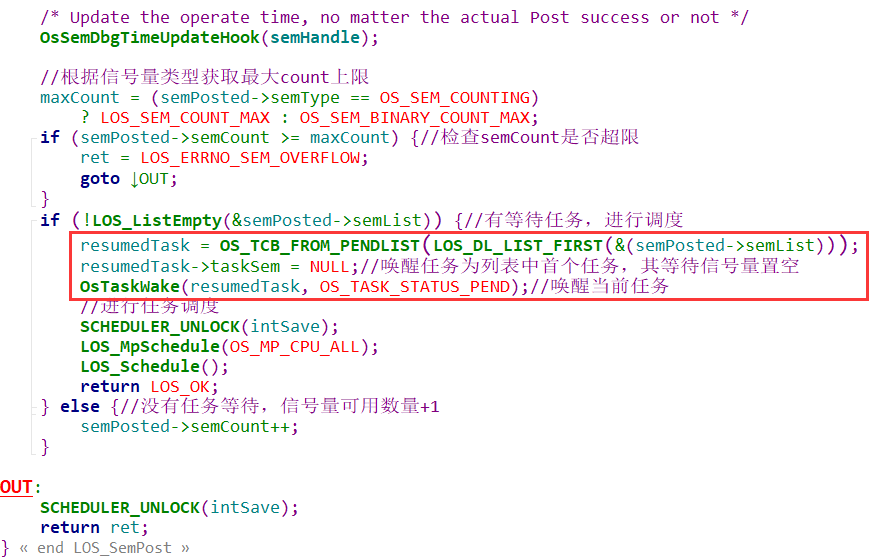 /* Update the operate time, no matter the actual Post success or not */
OsSemDbgTimeUpdateHook(semHandle);
//根据信号量类型获取最大count上限
maxCount = (semPosted->semType == OS_SEM_COUNTING)
? LOS_SEM_COUNT_MAX : OS_SEM_BINARY_COUNT_MAX;
if (semPosted->semCount >= maxCount) {//检查semCount是否超限
ret = LOS_ERRNO_SEM_OVERFLOW;
goto ↓OUT;
}
if (!LOS_ListEmpty(&semPosted->semList)) {//有等待任务，进行调度
resumedTask = OS_TCB_FROM_PENDLIST(LOS_DL_LIST_FIRST(&(semPosted->semList)));
resumedTask->taskSem = NULL;//唤醒任务为列表中首个任务，其等待信号量置空
OsTaskWake(resumedTask, OS_TASK_STATUS_PEND);//唤醒当前任务
//进行任务调度
SCHEDULER_UNLOCK(intSave);
LOS_MpSchedule(OS_MP_CPU_ALL);
LOS_Schedule();
return LOS_OK;
} else {//没有任务等待，信号量可用数量+1
semPosted->semCount++;
}
OUT:
SCHEDULER_UNLOCK(intSave);
return ret;
} « end LOS_SemPost »